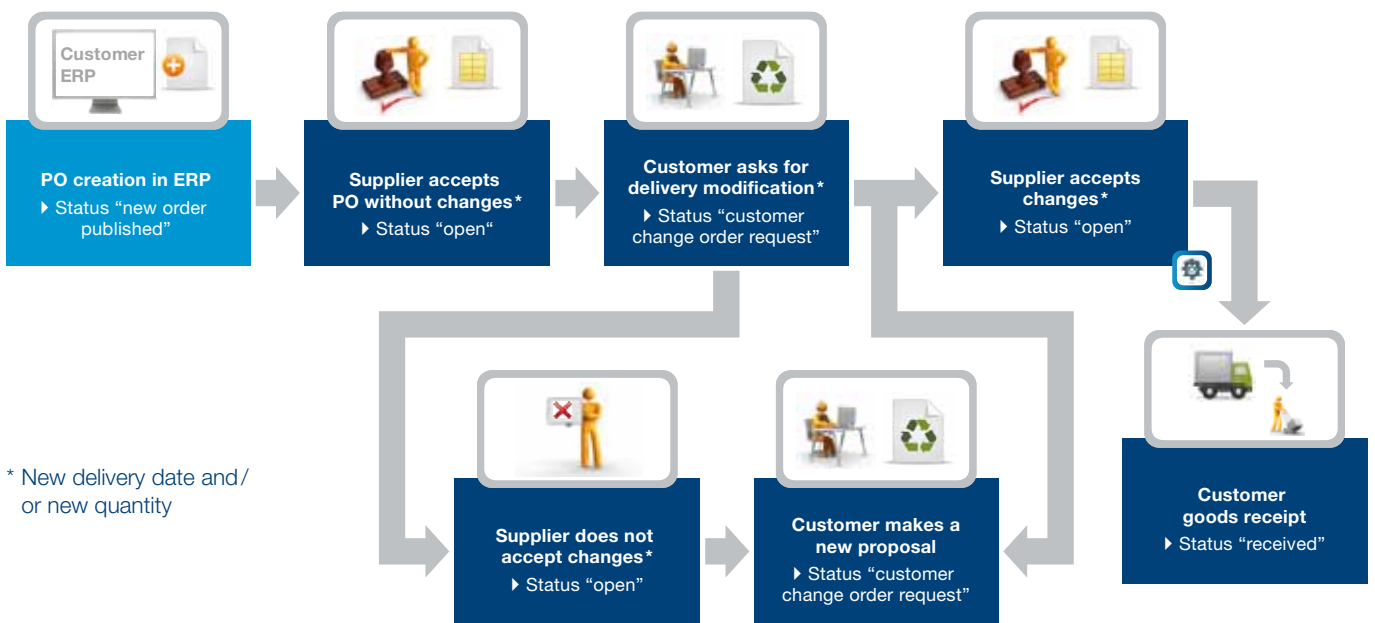 Customer
ERP
PO creation in ERP
Status “new order
published”
Supplier accepts
PO without changes*
Status “open“
Customer asks for
delivery modification*
Status “customer
change order request”
Supplier accepts
changes*
Status “open”
* New delivery date and/
or new quantity
Supplier does not
accept changes*
Status “open”
Customer makes a
new proposal
Status “customer
change order request”
Customer
goods receipt
Status “received”